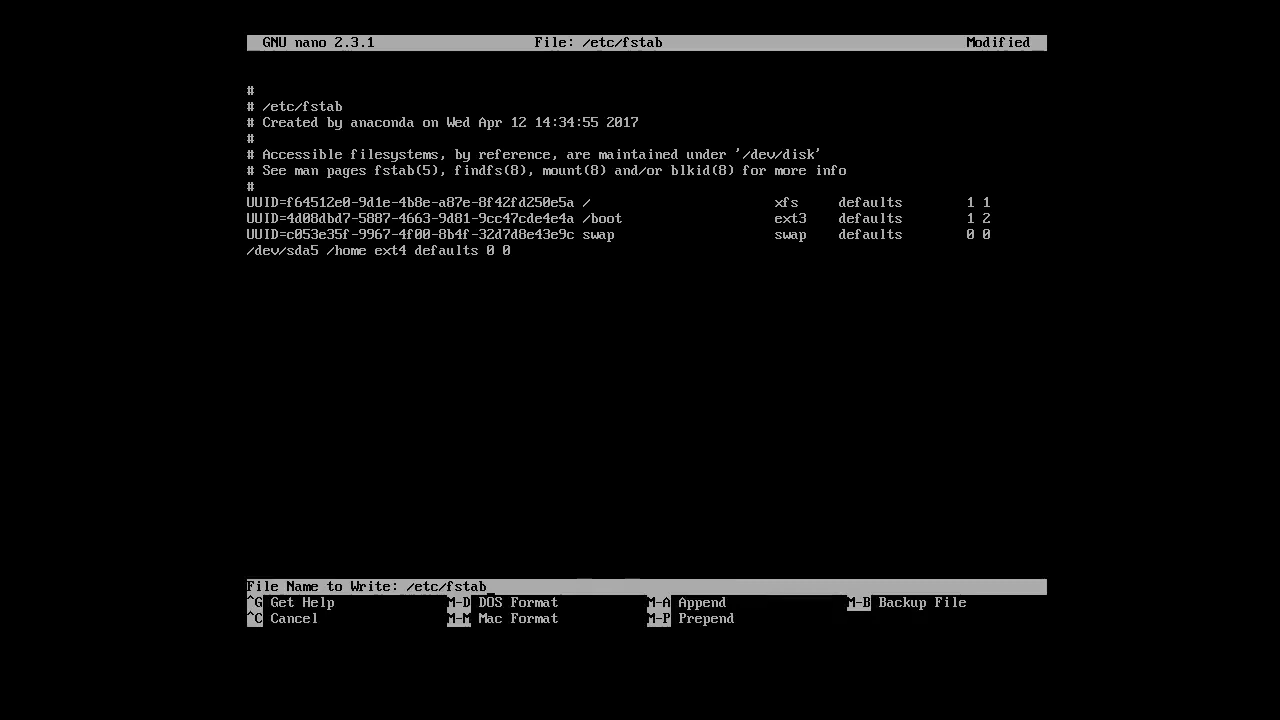 GNU nano 2.3.1 File: /etc/fstab Modified
#
# /etc/fstab
# Created by anaconda on Wed Apr 12 14:34:55 2017
#
# Accessible filesystems, by reference, are maintained under '/dev/disk'
# See man pages fstab(5), findfs(8), mount(8) and/or blkid(8) for more info
#
UUID=f64512e0-9d1e-4b8e-a87e-8f42fd250e5a / xfs defaults 1 1
UUID=4d08dbd7-5887-4663-9d81-9cc47cde4e4a /boot ext3 defaults 1 2
UUID=c053e35f-9967-4f00-8b4f-32d7d8e43e9c swap swap defaults 0 0
/dev/sda5 /home ext4 defaults 0 0
File Name to Write: /etc/fstab
^G Get Help M-D DOS Format M-A Append M-B Backup File
^C Cancel M-M Mac Format M-P Prepend